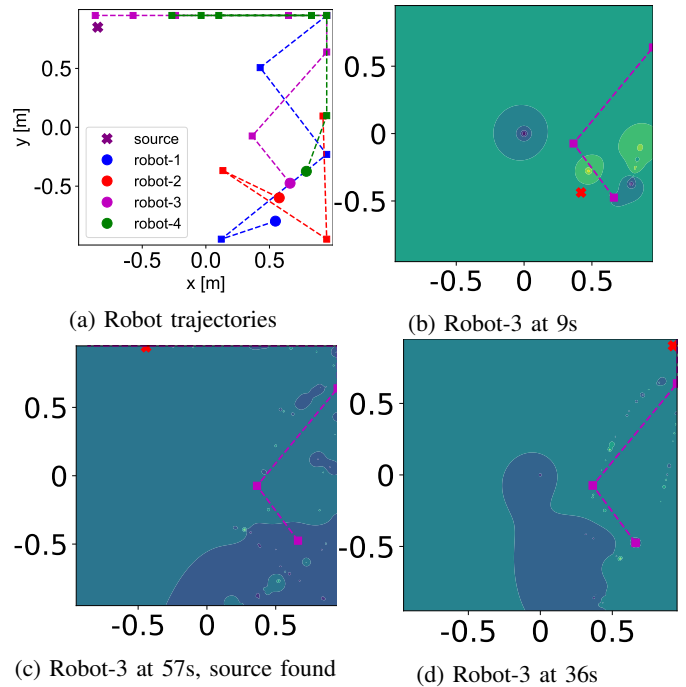 y [m]
0.5
0.0
-0.5
source
robot-1
robot-2
robot-3
robot-4
-0.5 0.0 0.5
x [m]
(a) Robot trajectories
0.5
0
-0.5
-0.5 0 0.5
(b) Robot-3 at 9s
0.5
0
-0.5
-0.5 0 0.5
(c) Robot-3 at 57s, source found
0.5
0
-0.5
-0.5 0 0.5
(d) Robot-3 at 36s